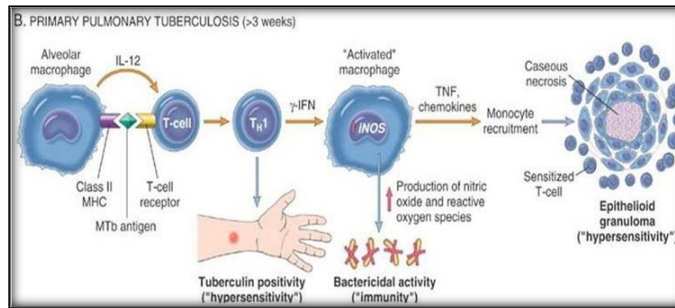 B. PRIMARY PULMONARY TUBERCULOSIS (>3 weeks)
Alveolar
macrophage
IL-12
Class II
MHC
MTb antigen
T-cell
receptor
T-cell
TH1
γ-IFN
"Activated"
macrophage
iNOS
TNF,
chemokines
Monocyte
recruitment
Caseous
necrosis
Sensitized
T-cell
Epithelioid
granuloma
("hypersensitivity")
Production of nitric
oxide and reactive
oxygen species
Tuberculin positivity
("hypersensitivity")
Bactericidal activity
("immunity")